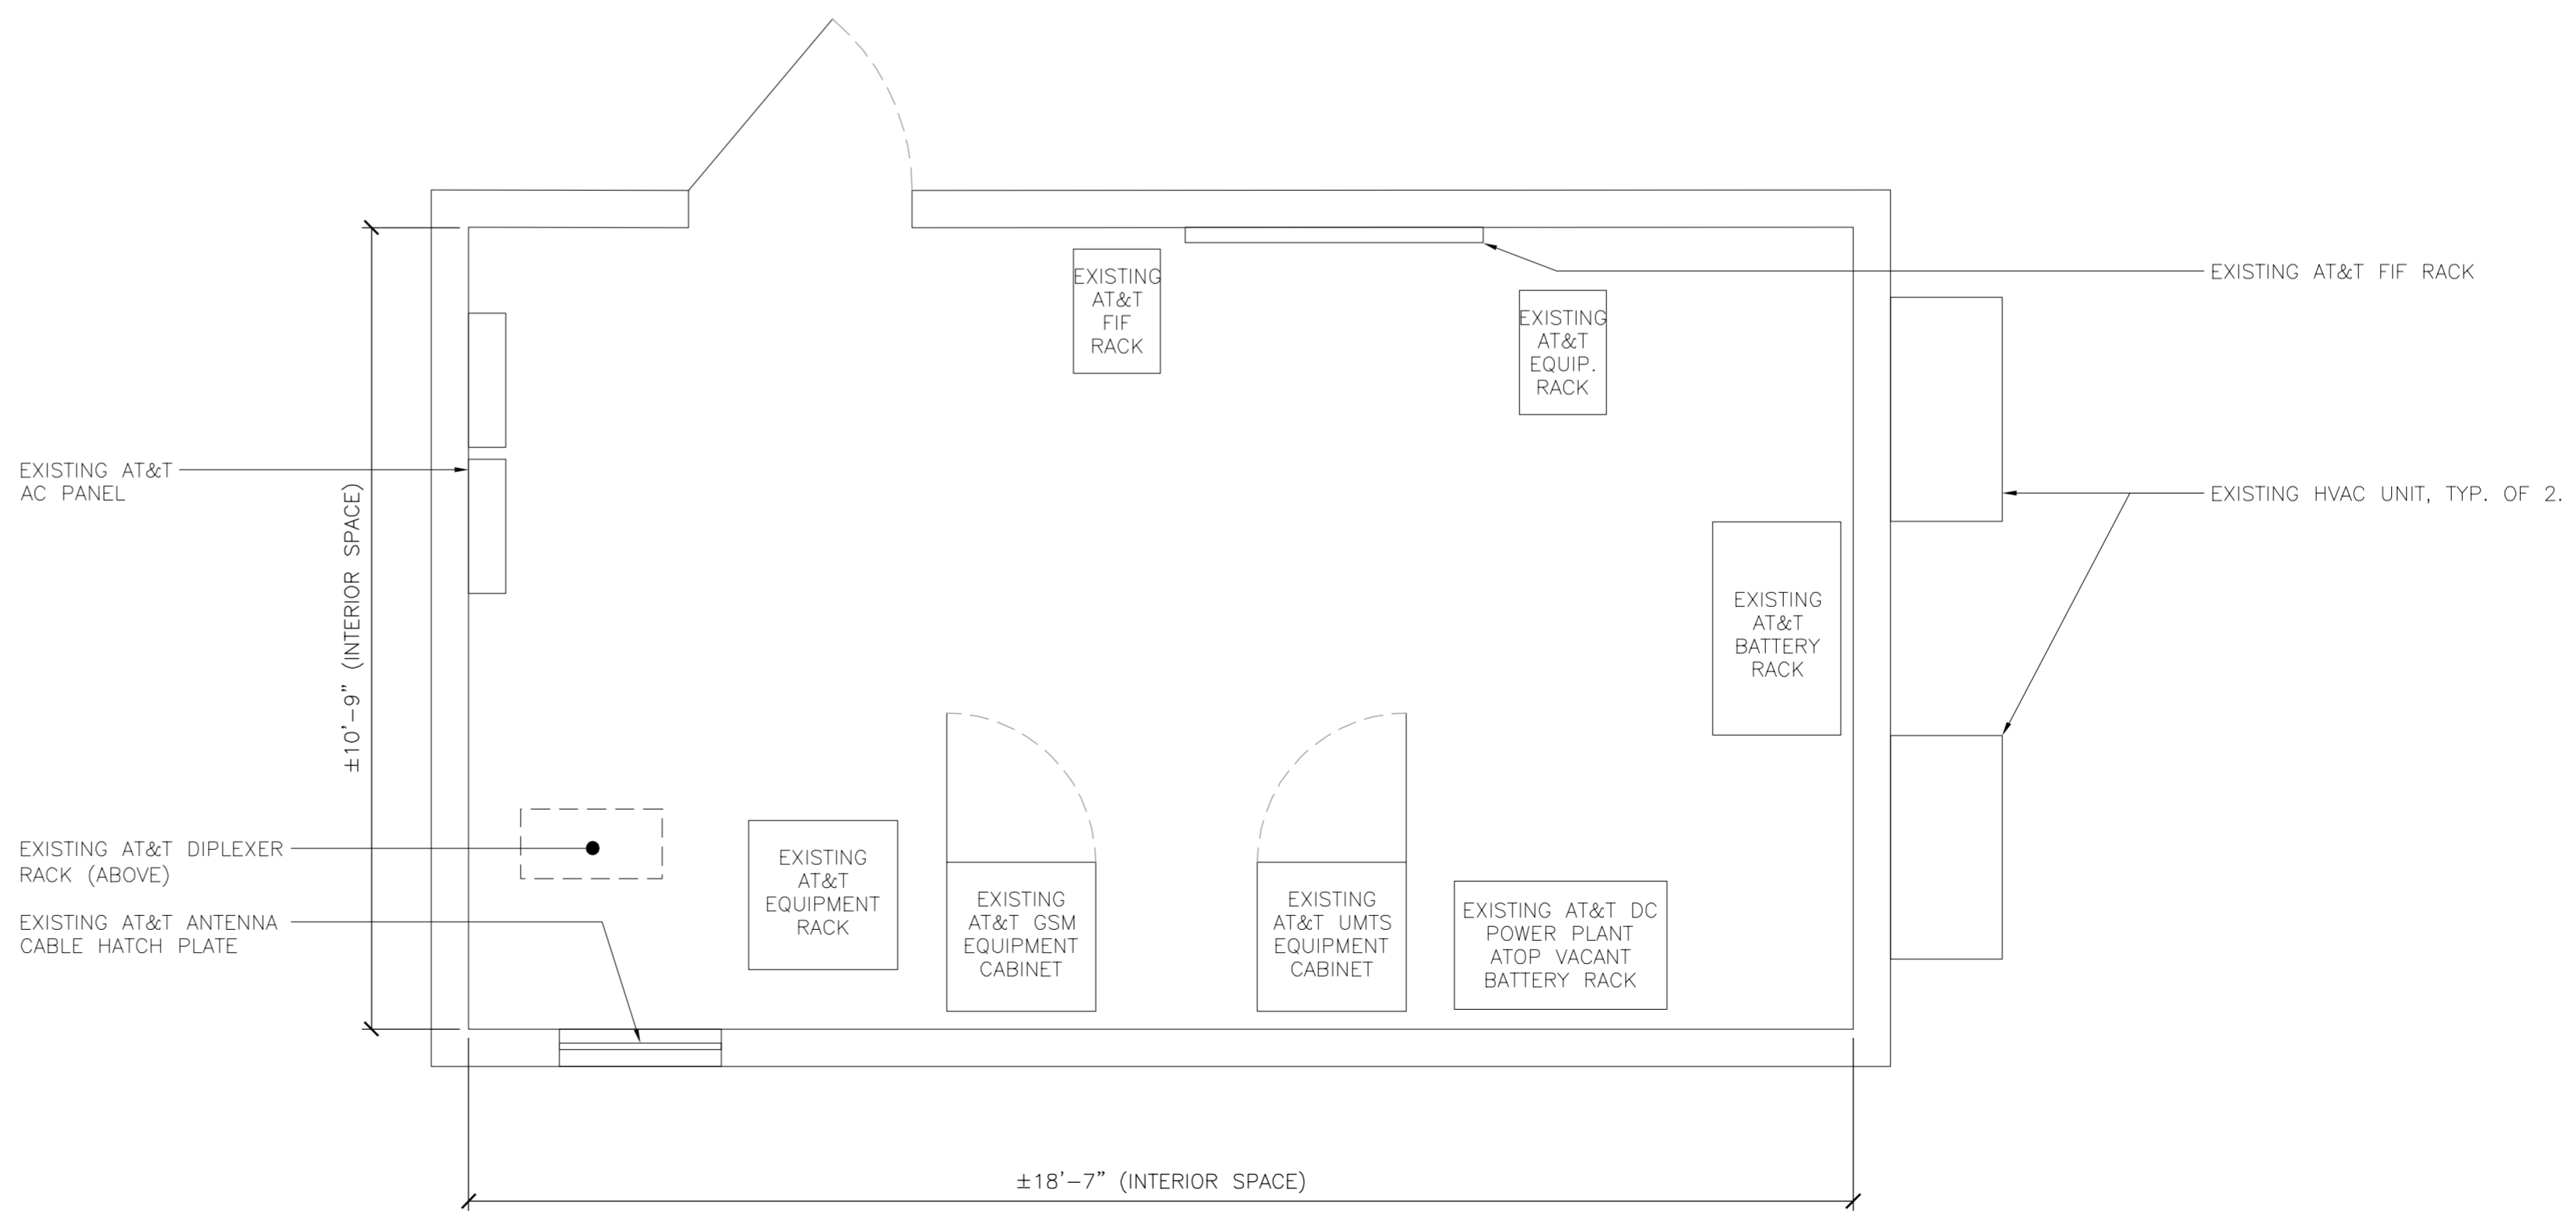 EXISTING
AT&T
FIF
RACK
EXISTING AT&T FIF RACK
EXISTING
AT&T
EQUIP.
RACK
EXISTING AT&T
AC PANEL
EXISTING HVAC UNIT, TYP. OF 2.
±10'-9" (INTERIOR SPACE)
EXISTING
AT&T
BATTERY
RACK
EXISTING AT&T DIPLEXER
RACK (ABOVE)
EXISTING
AT&T
EQUIPMENT
RACK
EXISTING
AT&T GSM
EQUIPMENT
CABINET
EXISTING
AT&T UMTS
EQUIPMENT
CABINET
EXISTING AT&T DC
POWER PLANT
ATOP VACANT
BATTERY RACK
EXISTING AT&T ANTENNA
CABLE HATCH PLATE
±18'-7" (INTERIOR SPACE)